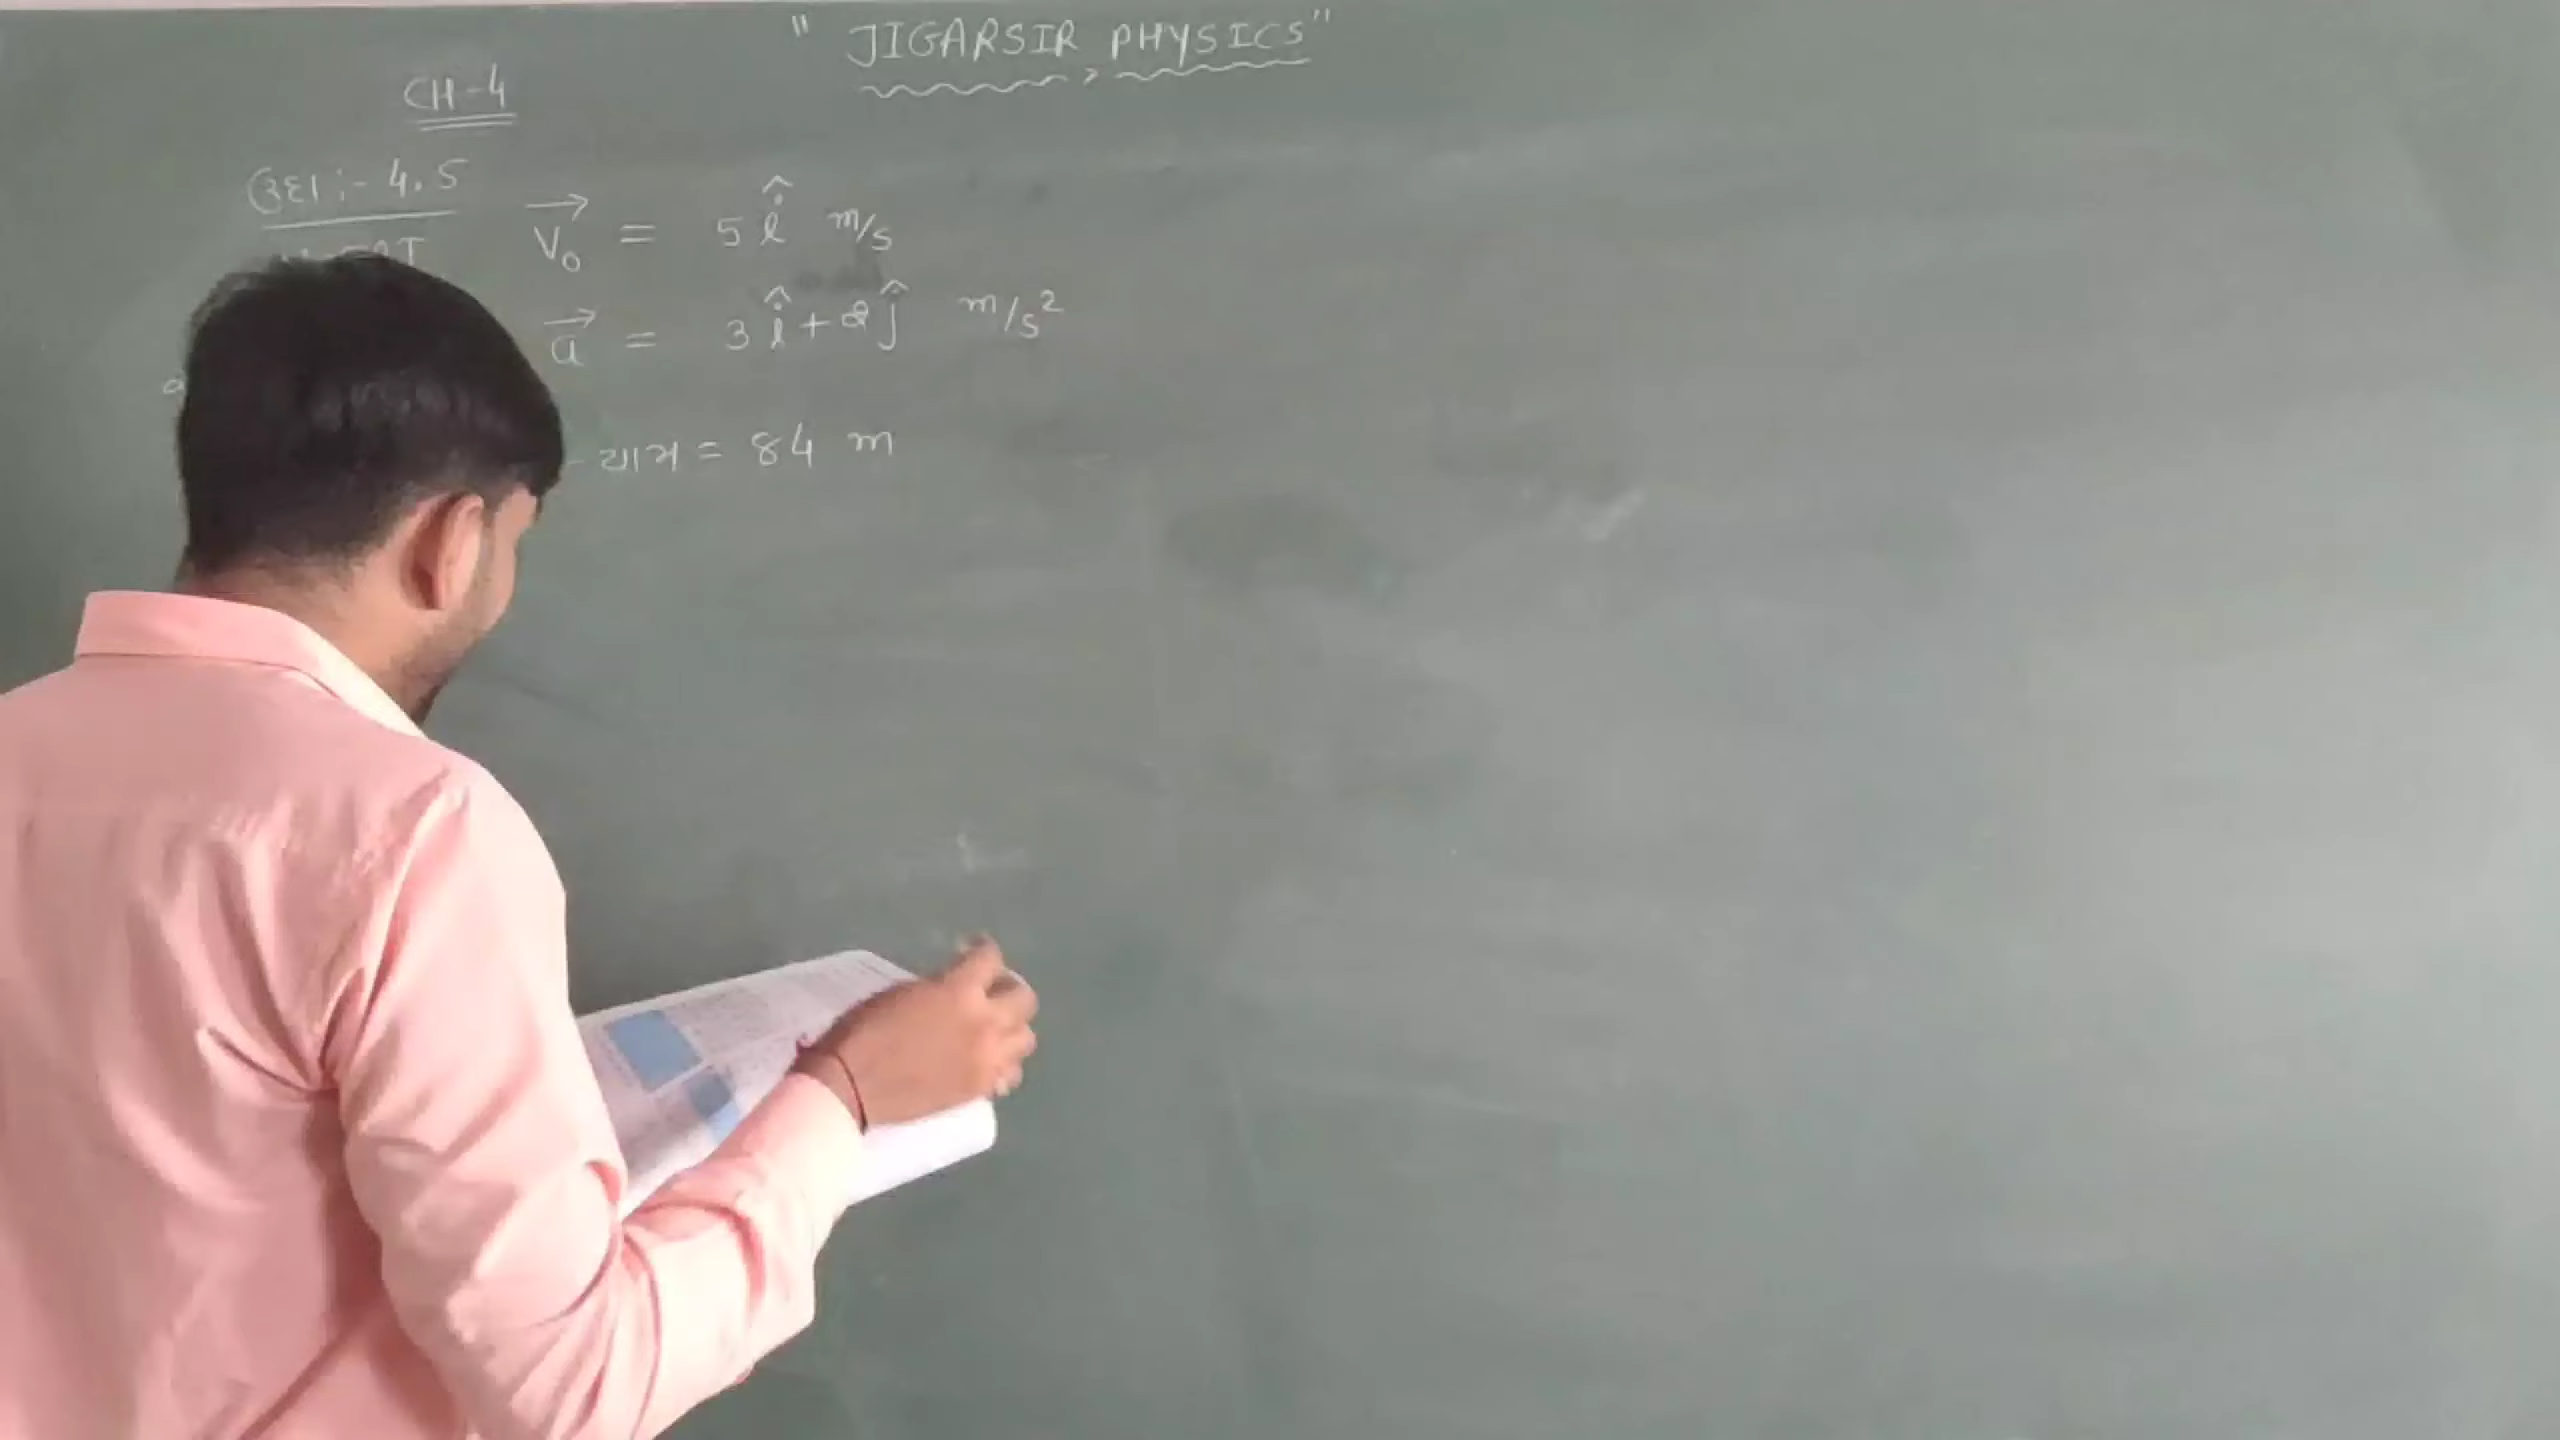 " JIGARSIR PHYSICS "
CH-4
ઉદા :- 4.5
V₀ = 5 î m/s
a = 3 î + 2 ĵ m/s²
- યામ = 84 m